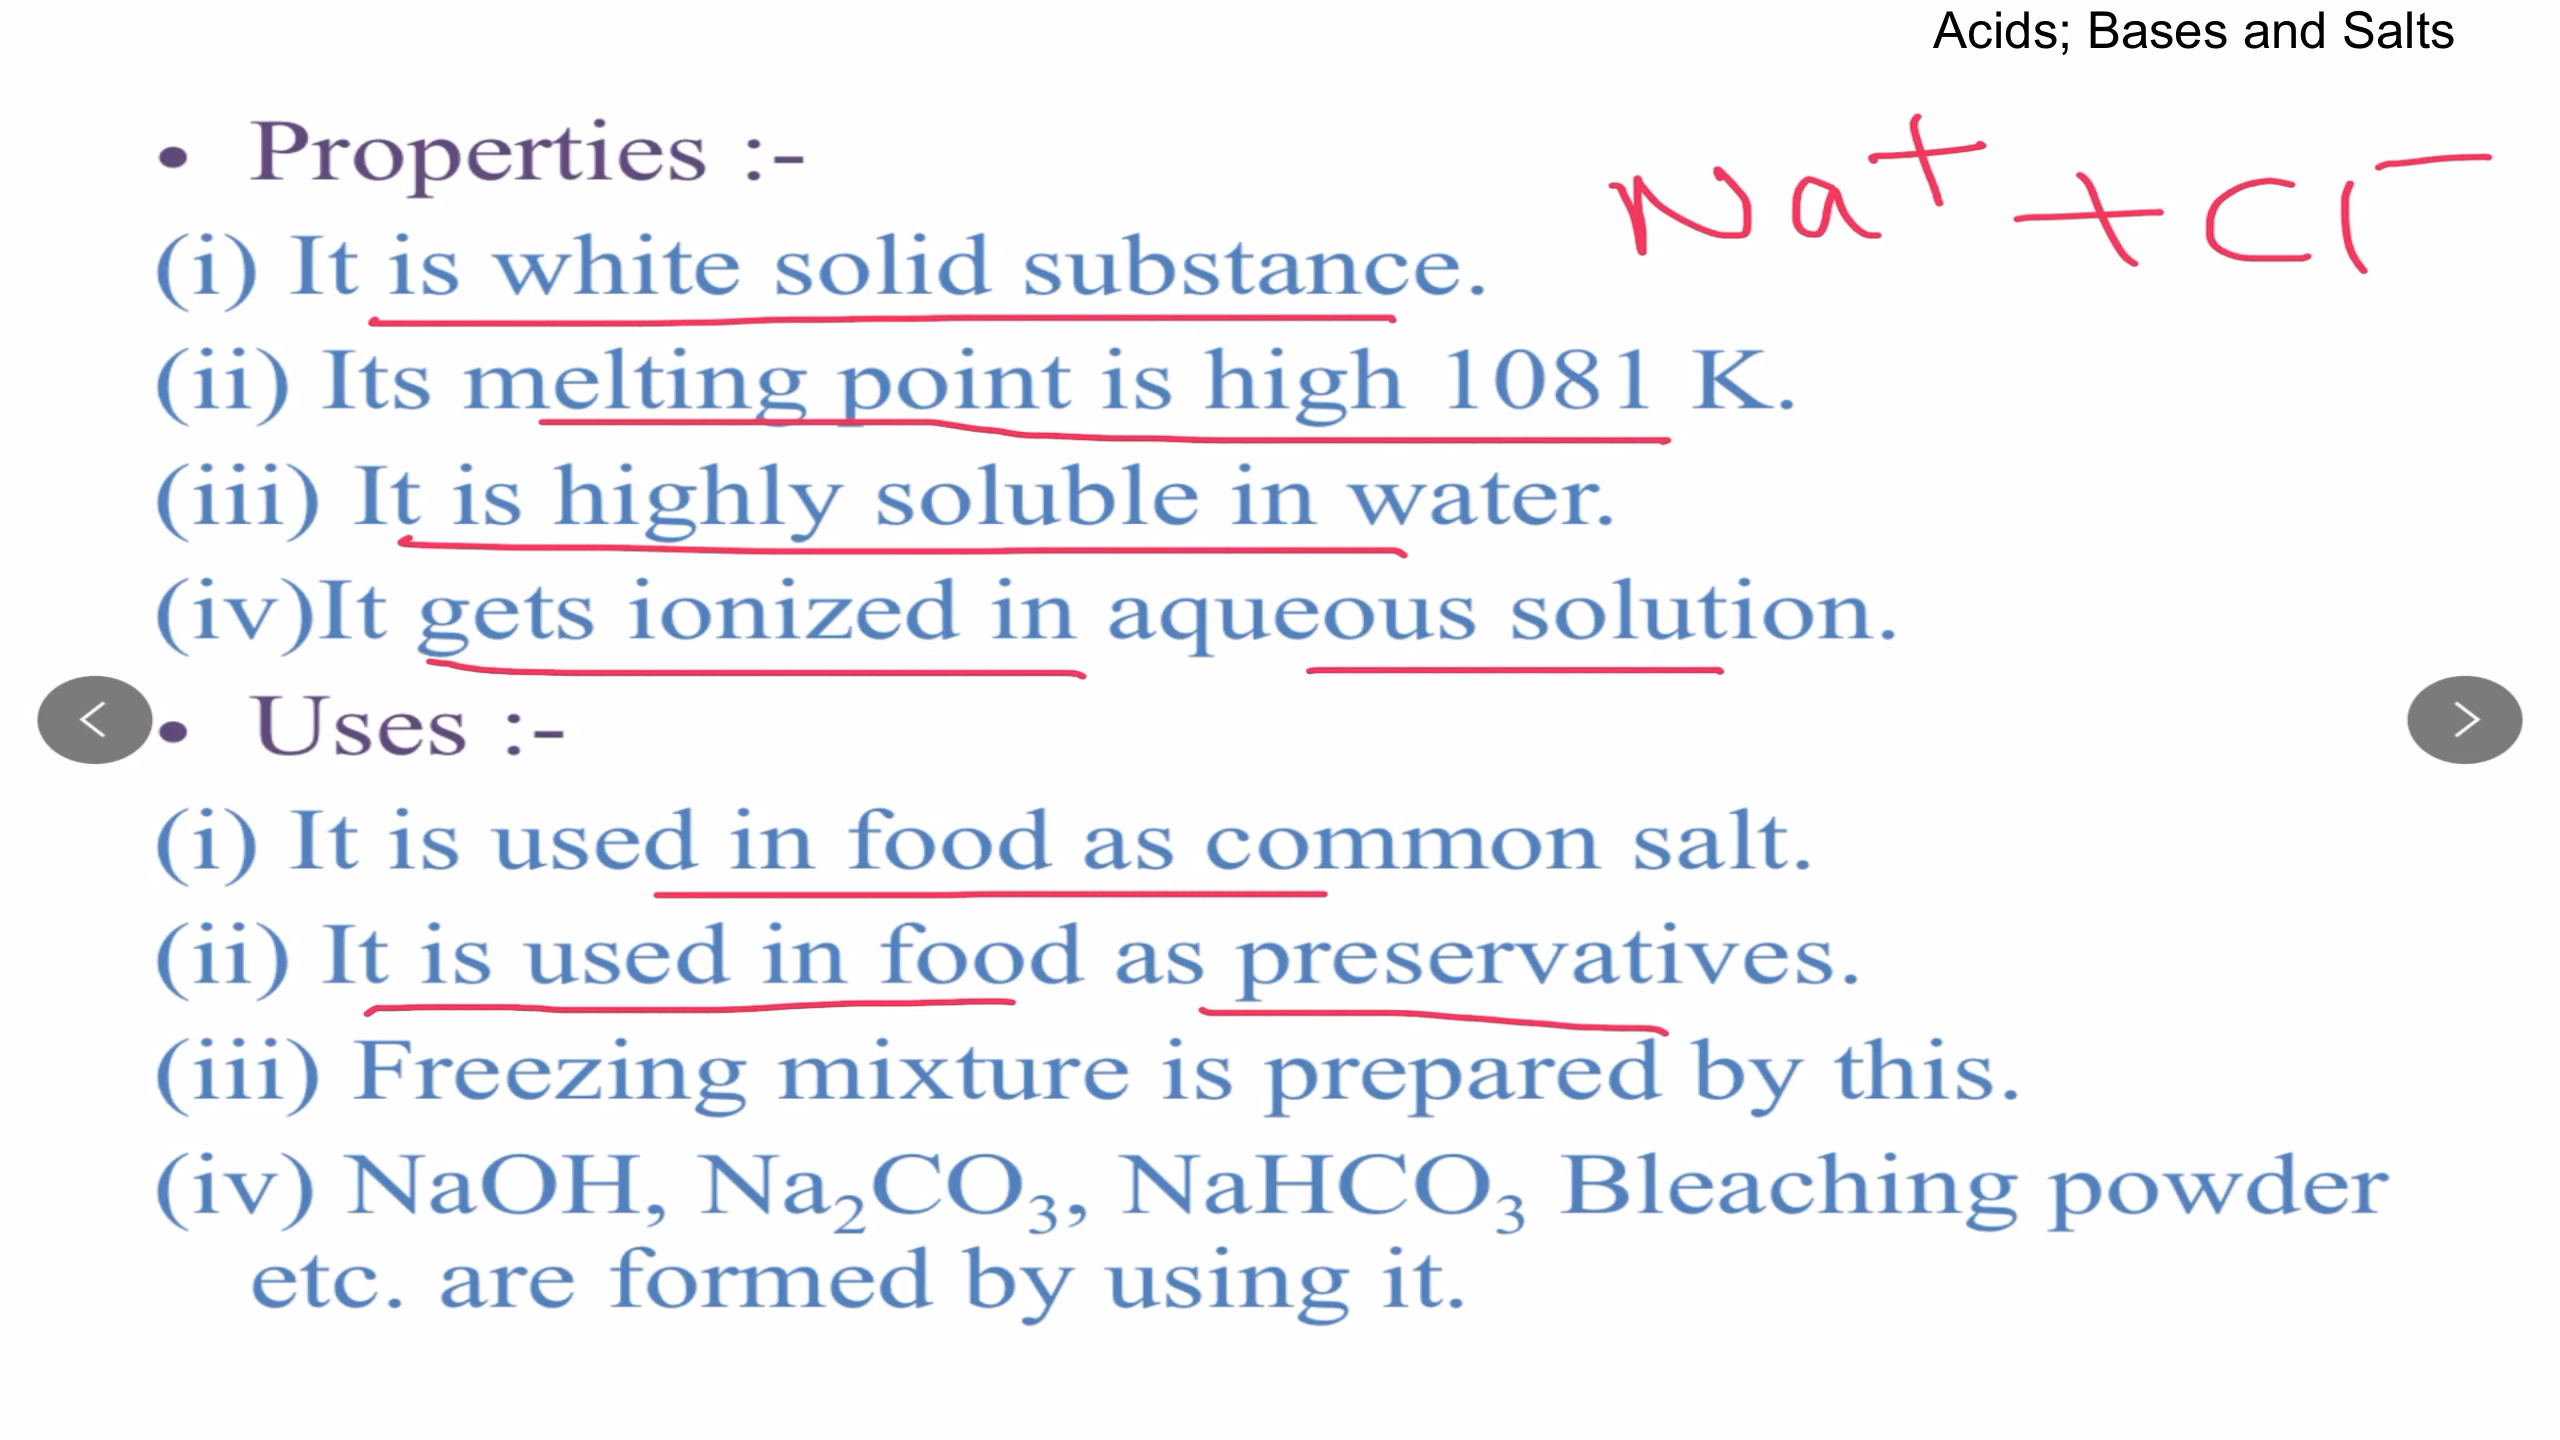 Acids; Bases and Salts
• Properties :-
Na⁺ + Cl⁻
(i) It is white solid substance.
(ii) Its melting point is high 1081 K.
(iii) It is highly soluble in water.
(iv)It gets ionized in aqueous solution.
• Uses :-
(i) It is used in food as common salt.
(ii) It is used in food as preservatives.
(iii) Freezing mixture is prepared by this.
(iv) NaOH, Na₂CO₃, NaHCO₃ Bleaching powder
etc. are formed by using it.